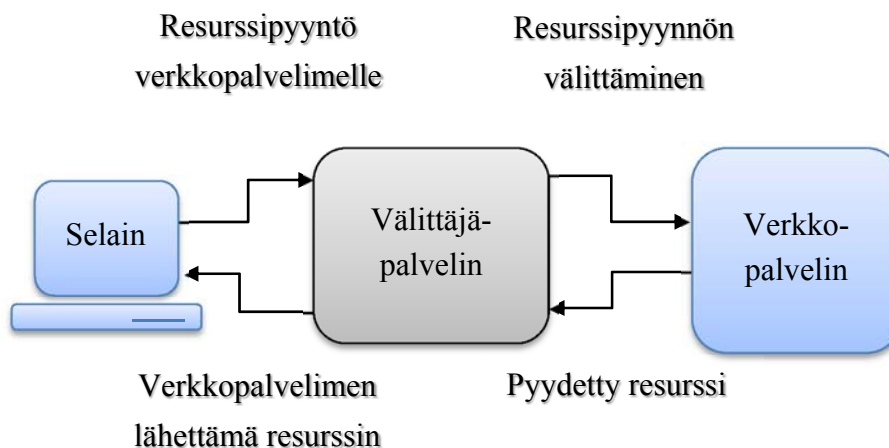 Resurssipyyntö
verkkopalvelimelle
Resurssipyynnön
välittäminen
Selain
Välittäjä-
palvelin
Verkko-
palvelin
Verkkopalvelimen
lähettämä resurssin
Pyydetty resurssi